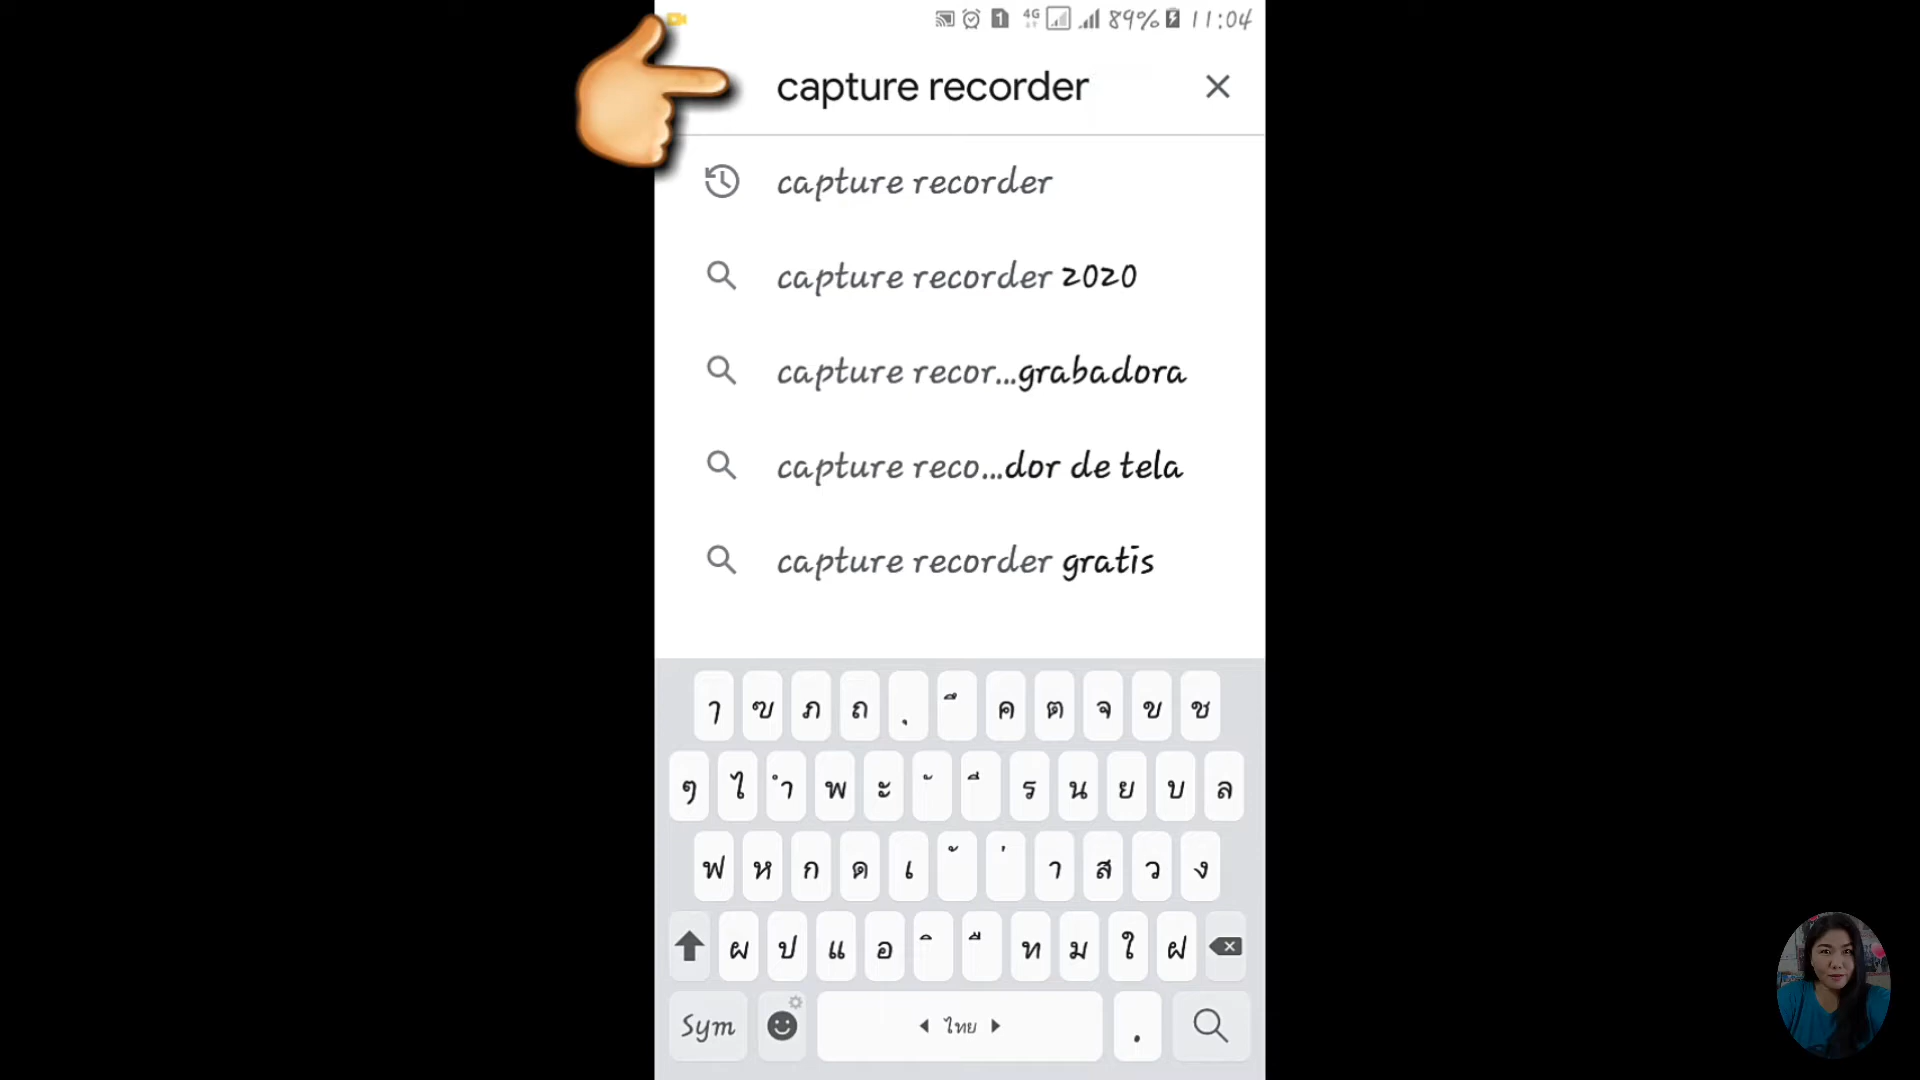 1 4G 89% 11:04
capture recorder
capture recorder
capture recorder 2020
capture recor...grabadora
capture reco...dor de tela
capture recorder gratis
ๅ ฃ ภ ถ ุ ึ ค ต จ ข ช
ๆ ไ ำ พ ะ ั ี ร น ย บ ล
ฟ ห ก ด เ ้ ่ า ส ว ง
ผ ป แ อ ิ ื ท ม ใ ฝ
Sym ไทย .